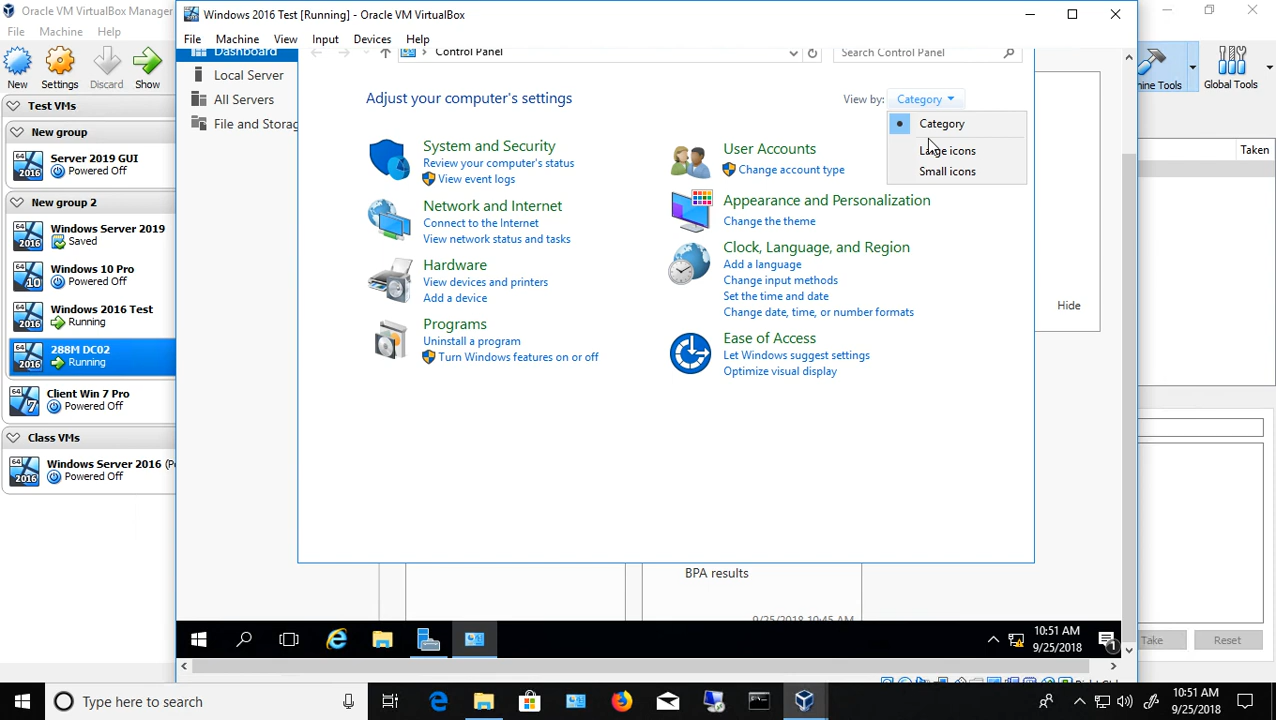 Oracle VM VirtualBox Manager
File Machine Help
New Settings Discard Show
Machine Tools Global Tools
Taken
Test VMs
New group
Server 2019 GUI
Powered Off
New group 2
Windows Server 2019
Saved
Windows 10 Pro
Powered Off
Windows 2016 Test
Running
288M DC02
Running
Client Win 7 Pro
Powered Off
Class VMs
Windows Server 2016 (P
Powered Off
Take Reset
Windows 2016 Test [Running] - Oracle VM VirtualBox
File Machine View Input Devices Help
Dashboard
Local Server
All Servers
File and Storag
Control Panel
Search Control Panel
Adjust your computer's settings
View by: Category
Category
Large icons
Small icons
System and Security
Review your computer's status
View event logs
Network and Internet
Connect to the Internet
View network status and tasks
Hardware
View devices and printers
Add a device
Programs
Uninstall a program
Turn Windows features on or off
User Accounts
Change account type
Appearance and Personalization
Change the theme
Clock, Language, and Region
Add a language
Change input methods
Set the time and date
Change date, time, or number formats
Ease of Access
Let Windows suggest settings
Optimize visual display
Hide
BPA results
9/25/2018 10:45 AM
10:51 AM
9/25/2018
1
Type here to search
10:51 AM
9/25/2018